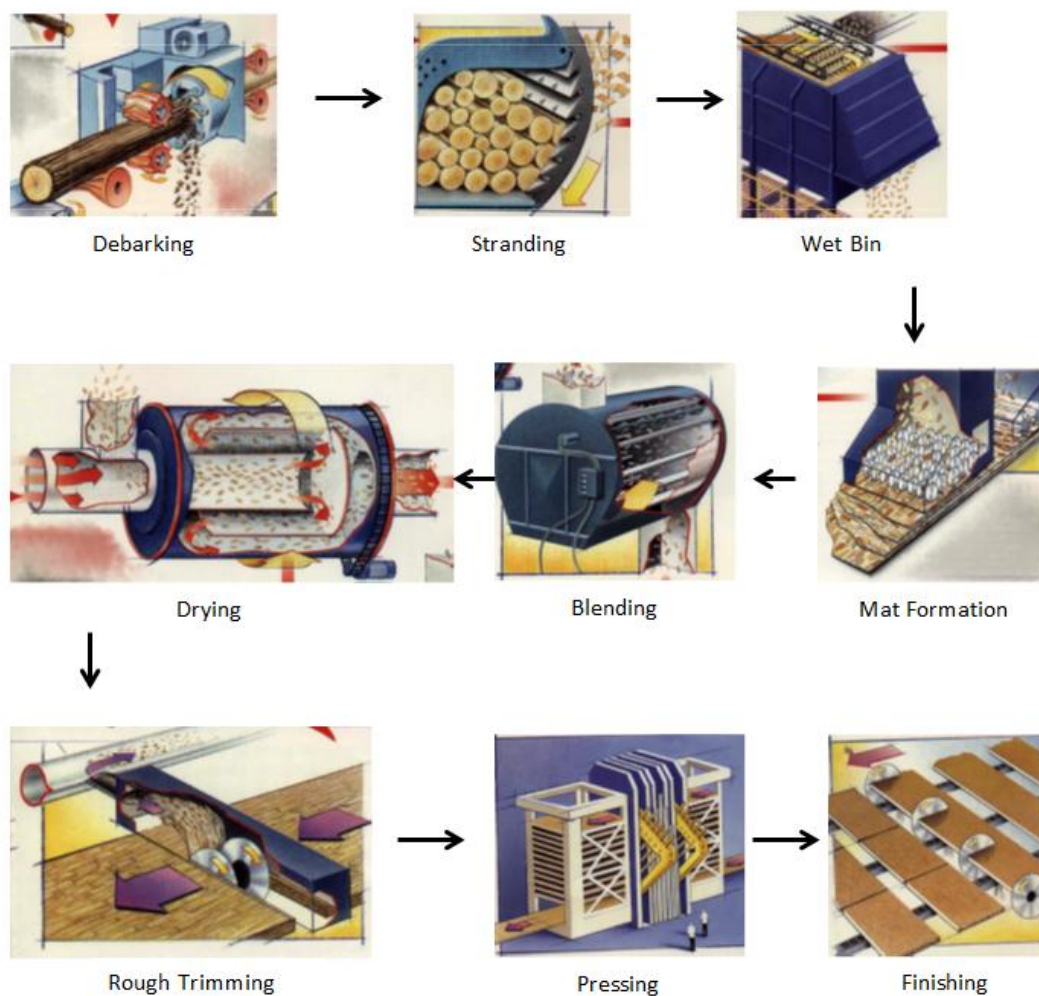 Debarking
Stranding
Wet Bin
Mat Formation
Blending
Drying
Rough Trimming
Pressing
Finishing